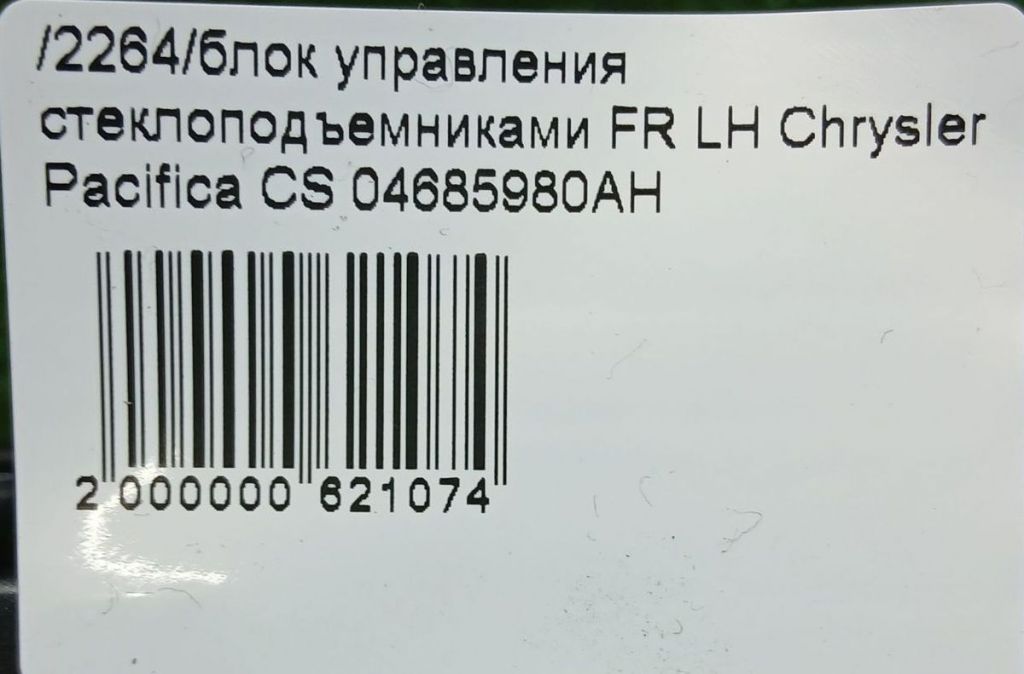 /2264/блок управления
стеклоподъемниками FR LH Chrysler
Pacifica CS 04685980AH
2 000000 621074